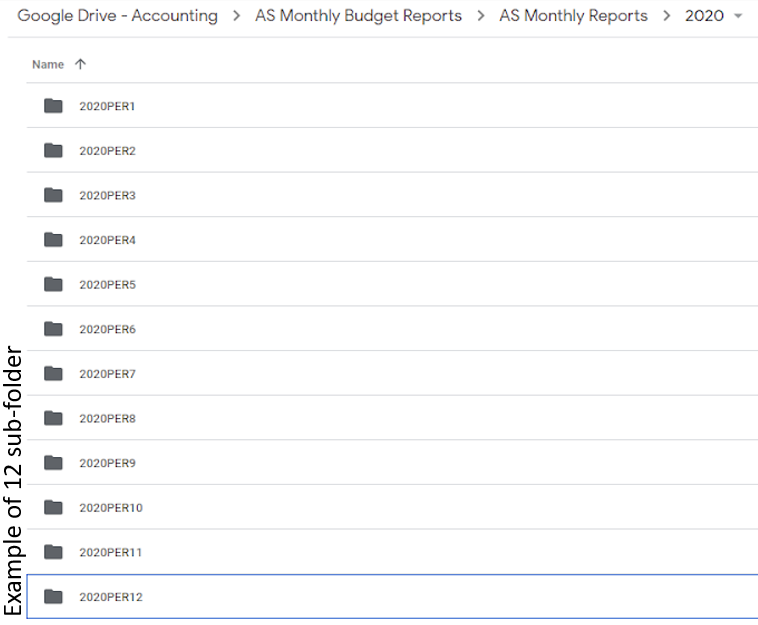 Google Drive - Accounting > AS Monthly Budget Reports > AS Monthly Reports > 2020
Name
2020PER1
2020PER2
2020PER3
2020PER4
2020PER5
2020PER6
2020PER7
2020PER8
2020PER9
2020PER10
2020PER11
2020PER12
Example of 12 sub-folder